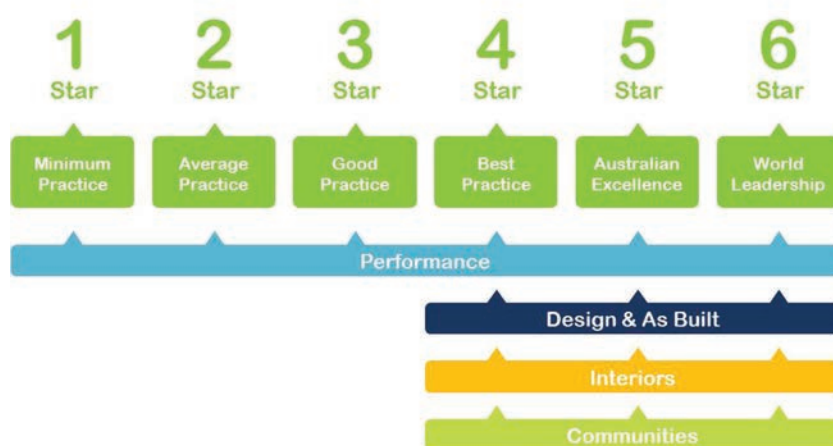 1 2 3 4 5 6
Star Star Star Star Star Star
Minimum Average Good Best Australian World
Practice Practice Practice Practice Excellence Leadership
Performance
Design & As Built
Interiors
Communities